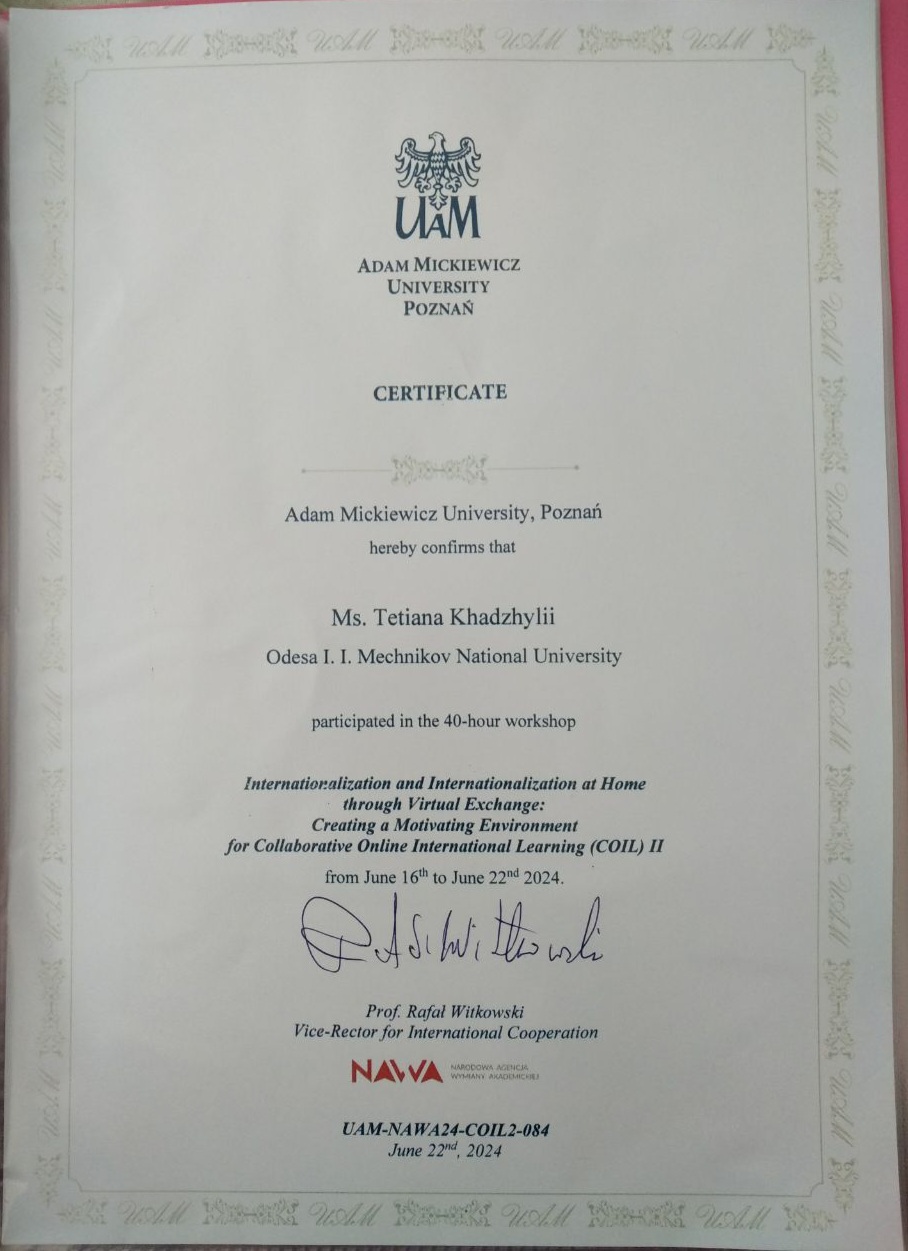 UAM
ADAM MICKIEWICZ
UNIVERSITY
POZNAŃ
CERTIFICATE
Adam Mickiewicz University, Poznań
hereby confirms that
Ms. Tetiana Khadzhylii
Odesa I. I. Mechnikov National University
participated in the 40-hour workshop
Internationalization and Internationalization at Home
through Virtual Exchange:
Creating a Motivating Environment
for Collaborative Online International Learning (COIL) II
from June 16th to June 22nd 2024.
Rafał Witkowski
Prof. Rafał Witkowski
Vice-Rector for International Cooperation
NAWA NARODOWA AGENCJA
WYMIANY AKADEMICKIEJ
UAM-NAWA24-COIL2-084
June 22nd, 2024